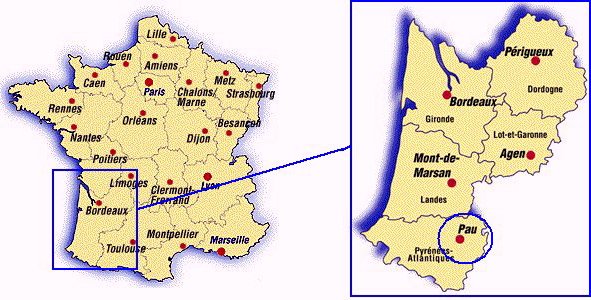 Lille
Rouen
Amiens
Caen
Paris
Chalons/
Marne
Metz
Strasbourg
Rennes
Orléans
Besançon
Nantes
Dijon
Poitiers
Limoges
Clermont-
Ferrand
Lyon
Bordeaux
Toulouse
Montpellier
Marseille
Périgueux
Dordogne
Bordeaux
Gironde
Lot-et-Garonne
Agen
Mont-de-
Marsan
Landes
Pau
Pyrénées-
Atlantiques